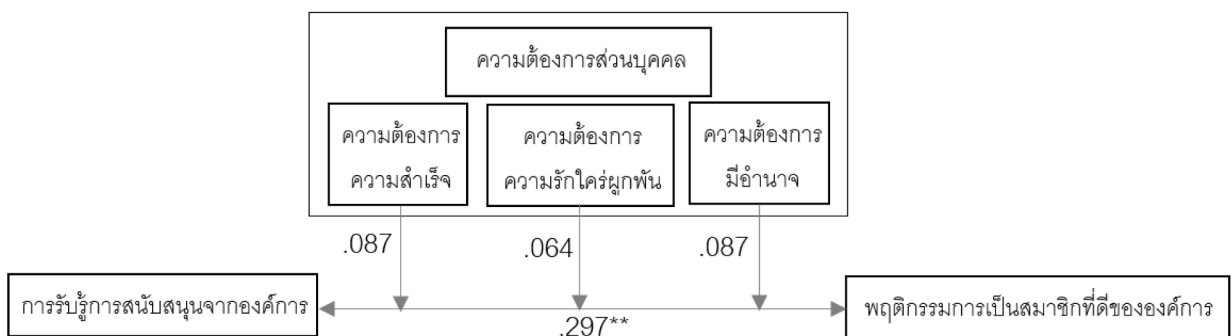 ความต้องการส่วนบุคคล
ความต้องการ
ความสำเร็จ
ความต้องการ
ความรักใคร่ผูกพัน
ความต้องการ
มีอำนาจ
.087
.064
.087
การรับรู้การสนับสนุนจากองค์การ
.297**
พฤติกรรมการเป็นสมาชิกที่ดีขององค์การ